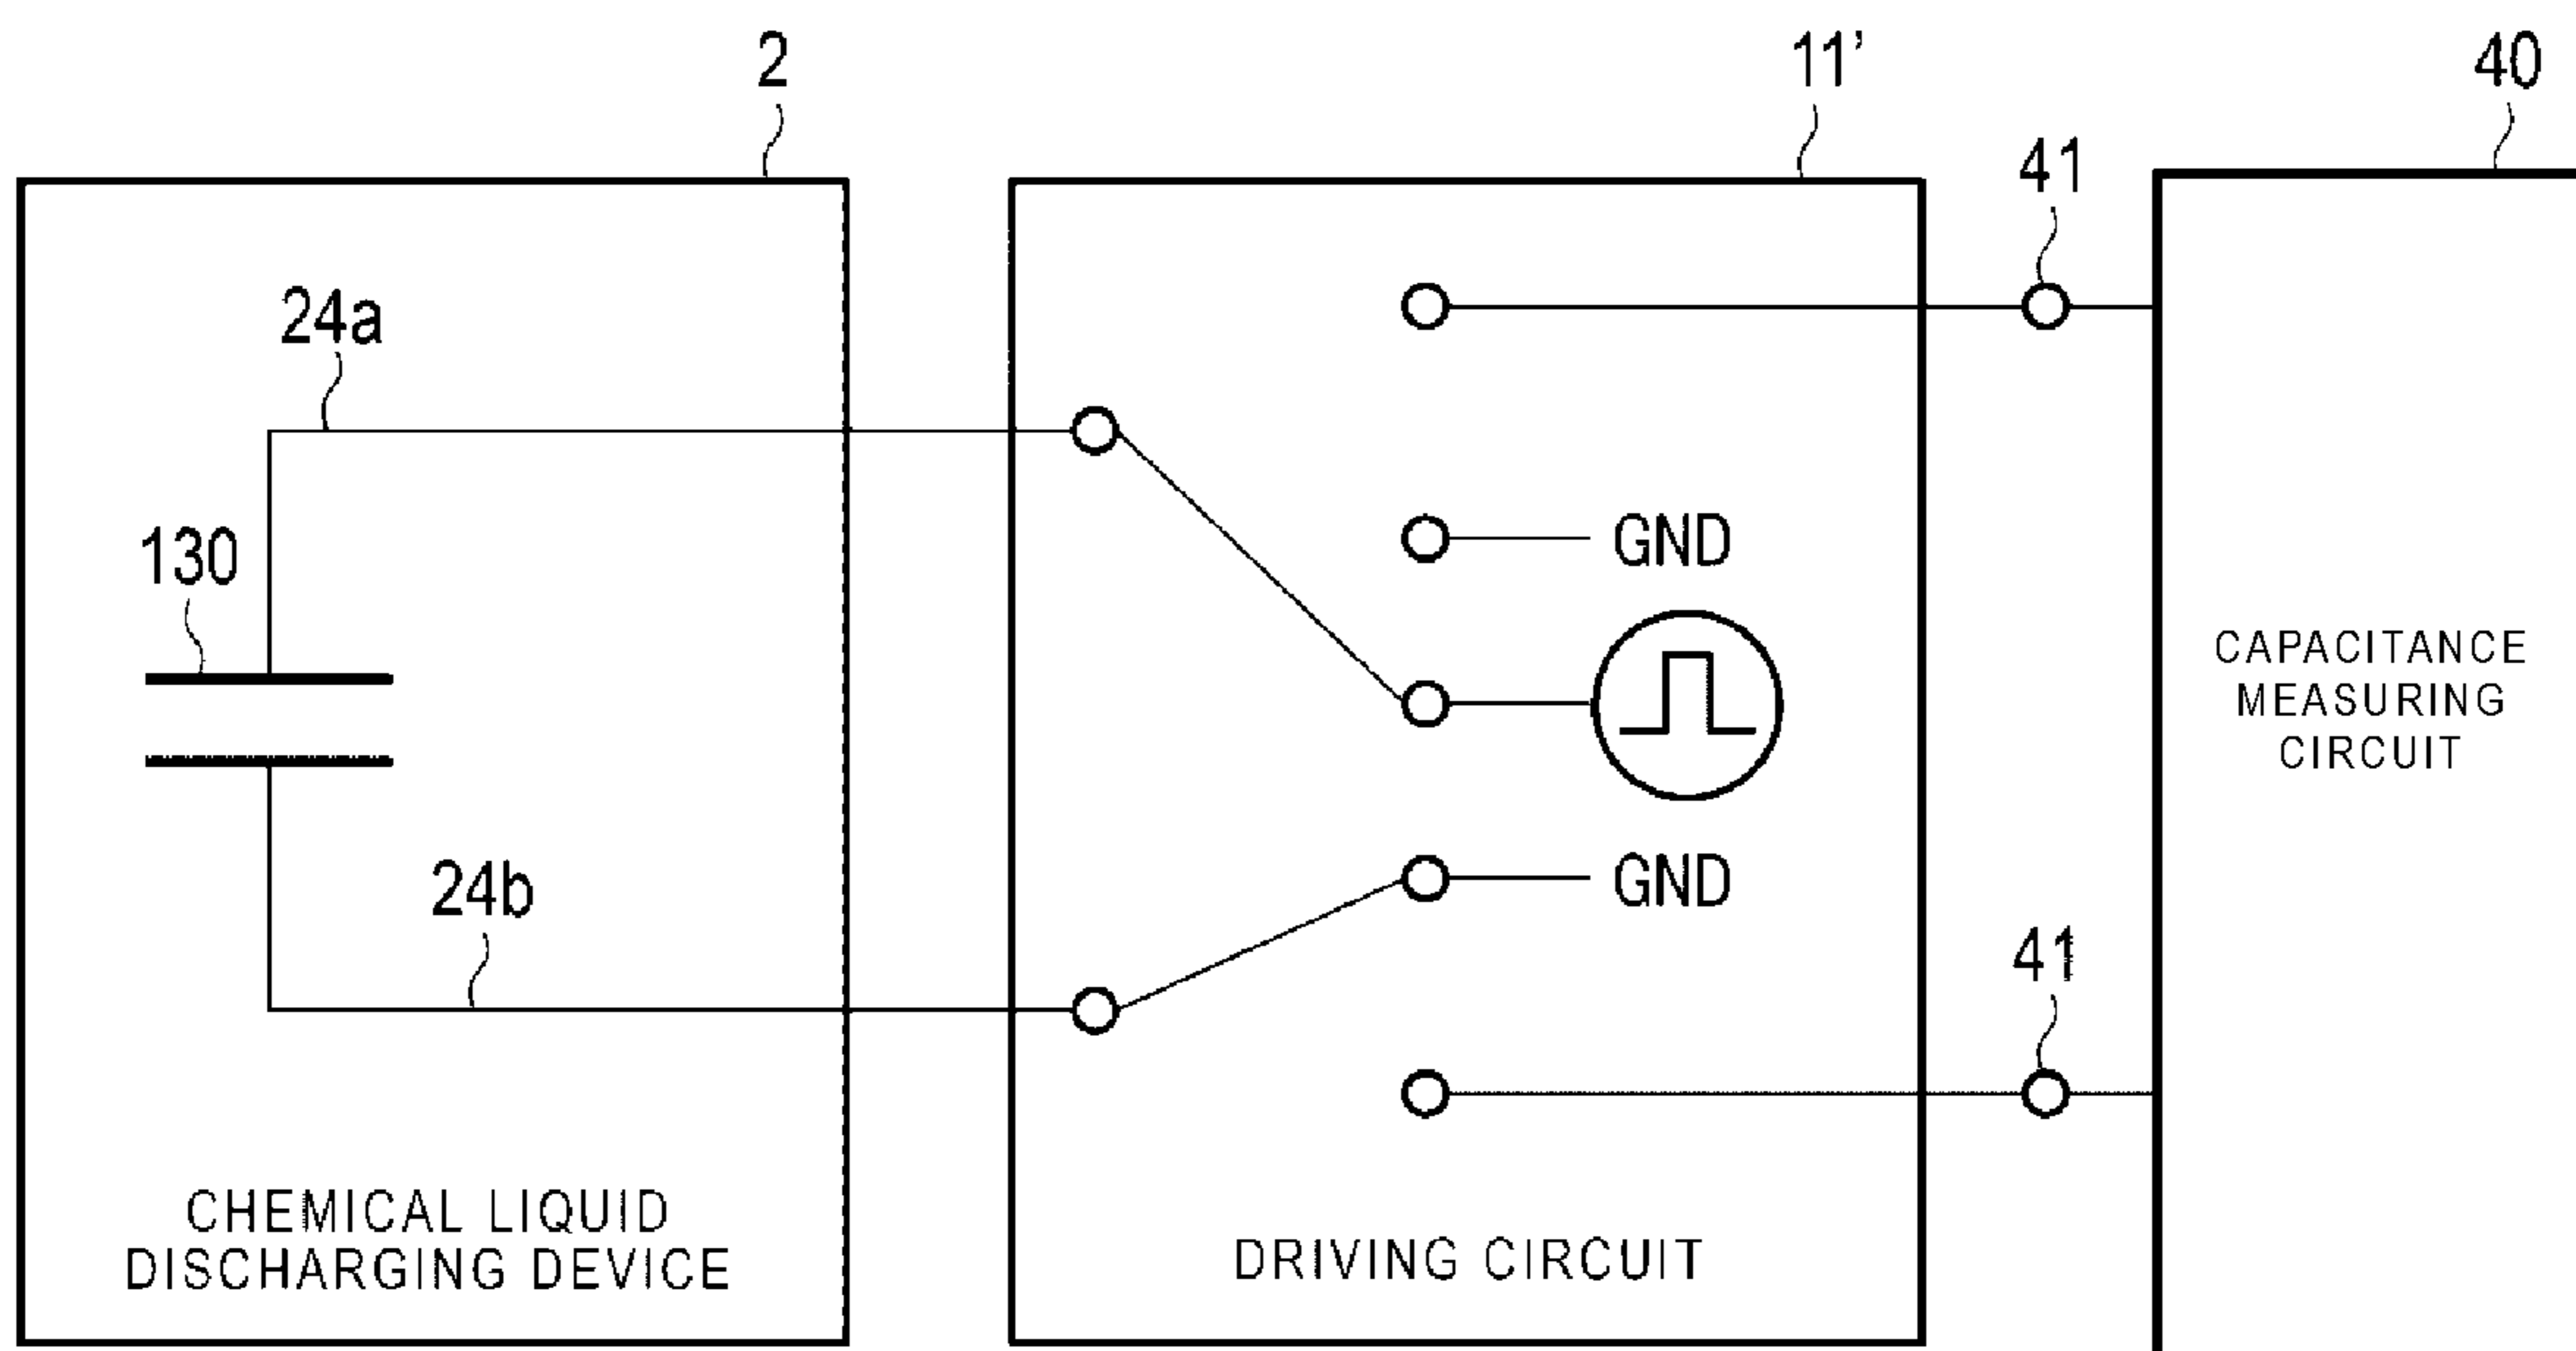 2
11’
40
41
24a
130
GND
CAPACITANCE
MEASURING
CIRCUIT
GND
24b
41
CHEMICAL LIQUID
DISCHARGING DEVICE
DRIVING CIRCUIT